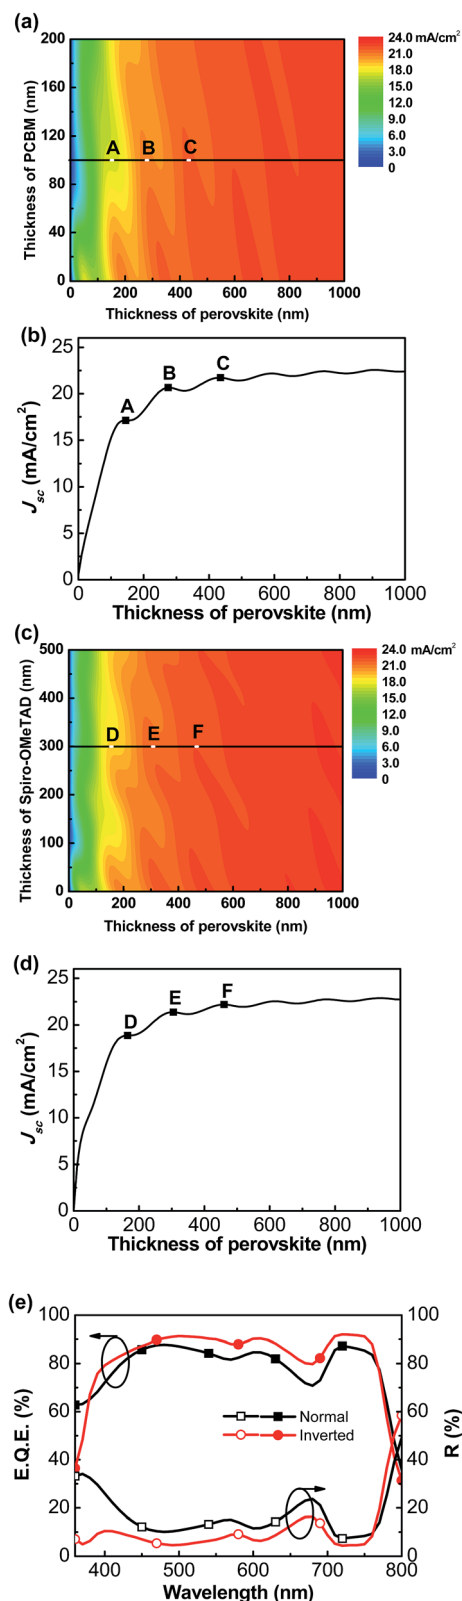 (a)
Thickness of PCBM (nm)
200
160
120
80
40
0
A B C
0 200 400 600 800 1000
Thickness of perovskite (nm)
24.0 mA/cm²
21.0
18.0
15.0
12.0
9.0
6.0
3.0
0
(b)
Jsc (mA/cm²)
25
20
15
10
5
0
A
B
C
0 200 400 600 800 1000
Thickness of perovskite (nm)
(c)
Thickness of Spiro-OMeTAD (nm)
500
400
300
200
100
0
D E F
0 200 400 600 800 1000
Thickness of perovskite (nm)
24.0 mA/cm²
21.0
18.0
15.0
12.0
9.0
6.0
3.0
0
(d)
Jsc (mA/cm²)
25
20
15
10
5
0
D
E
F
0 200 400 600 800 1000
Thickness of perovskite (nm)
(e)
E.Q.E. (%)
100
80
60
40
20
0
Normal
Inverted
100
80
60
40
20
0
R (%)
400 500 600 700 800
Wavelength (nm)